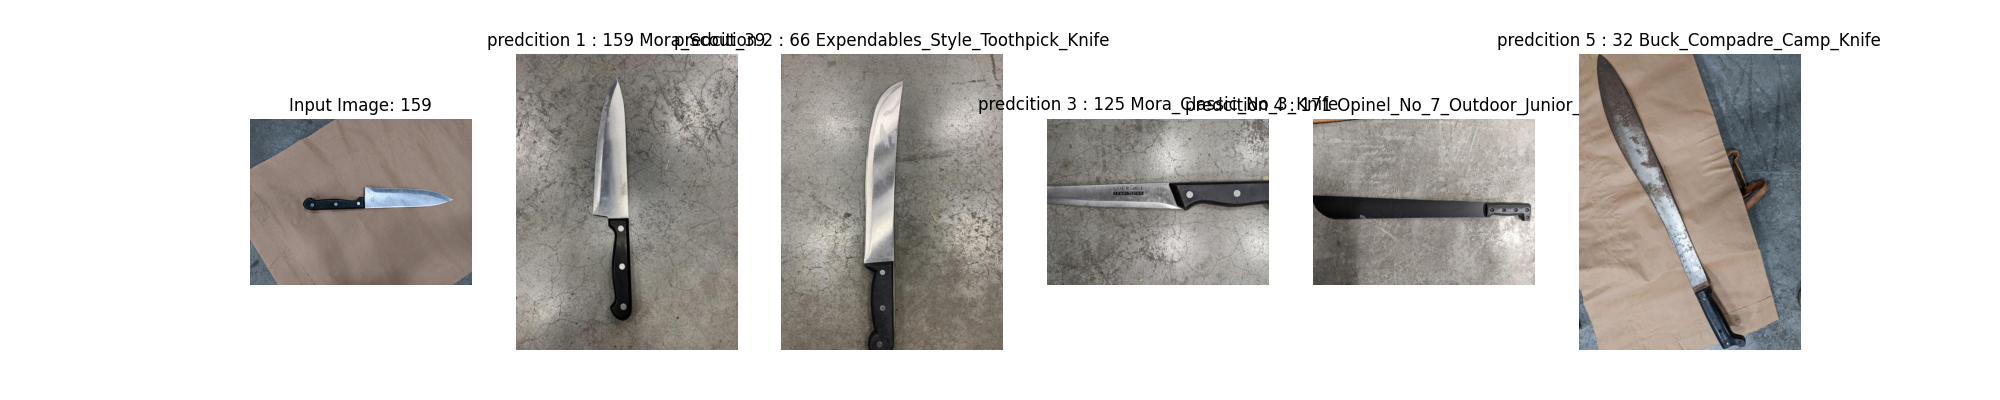 Input Image: 159
predcition 1 : 159 Mora_Scout_39
predcition 2 : 66 Expendables_Style_Toothpick_Knife
predcition 3 : 125 Mora_Classic_No_3_Knife
predcition 4 : 171 Opinel_No_7_Outdoor_Junior_
predcition 5 : 32 Buck_Compadre_Camp_Knife